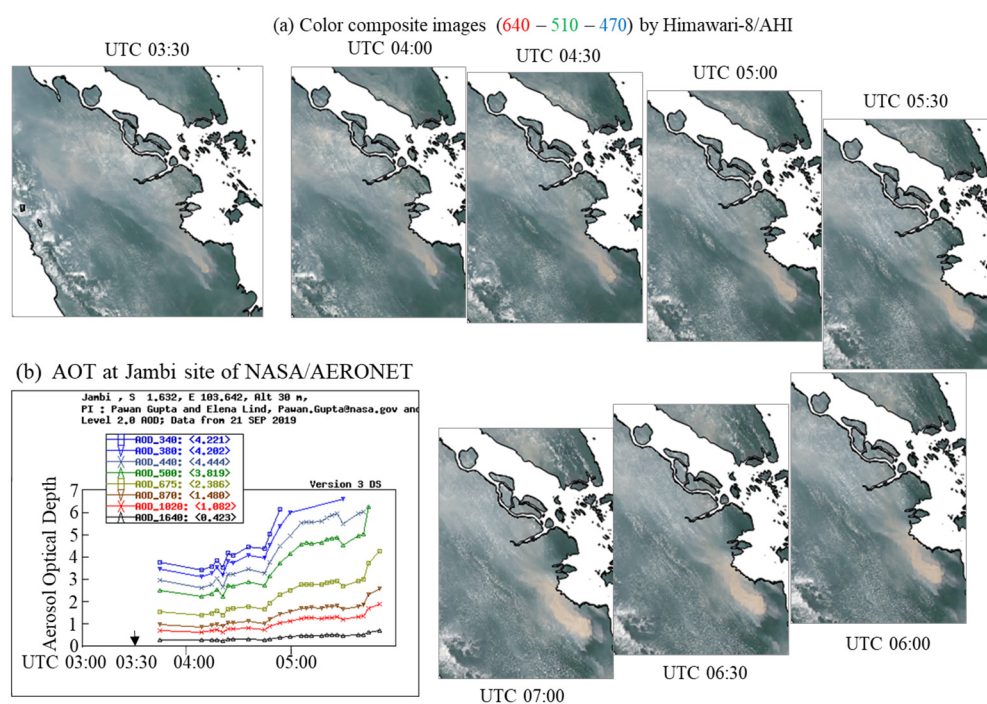 (a) Color composite images (640 – 510 – 470) by Himawari-8/AHI
UTC 03:30
UTC 04:00
UTC 04:30
UTC 05:00
UTC 05:30
(b) AOT at Jambi site of NASA/AERONET
Jambi , S 1.632, E 103.642, Alt 30 m,
PI : Pawan Gupta and Elena Lind, Pawan.Gupta@nasa.gov and
Level 2.0 AOD; Data from 21 SEP 2019
AOD_340: <4.221>
AOD_380: <4.202>
AOD_440: <4.444>
AOD_500: <3.819>
AOD_675: <2.386>
AOD_870: <1.480>
AOD_1020: <1.082>
AOD_1640: <0.423>
Version 3 DS
Aerosol Optical Depth
7
6
5
4
3
2
1
0
UTC 03:00 03:30 04:00 05:00
UTC 06:00
UTC 06:30
UTC 07:00